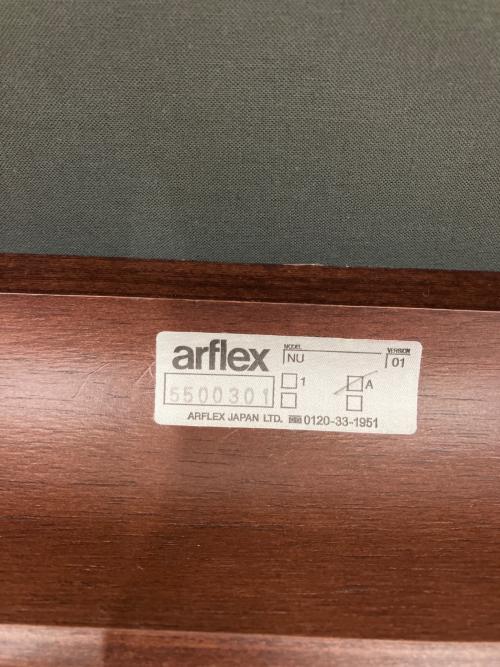 arflex
MODEL
NU
VERSION
01
5500301
1
A
ARFLEX JAPAN LTD. 0120-33-1951